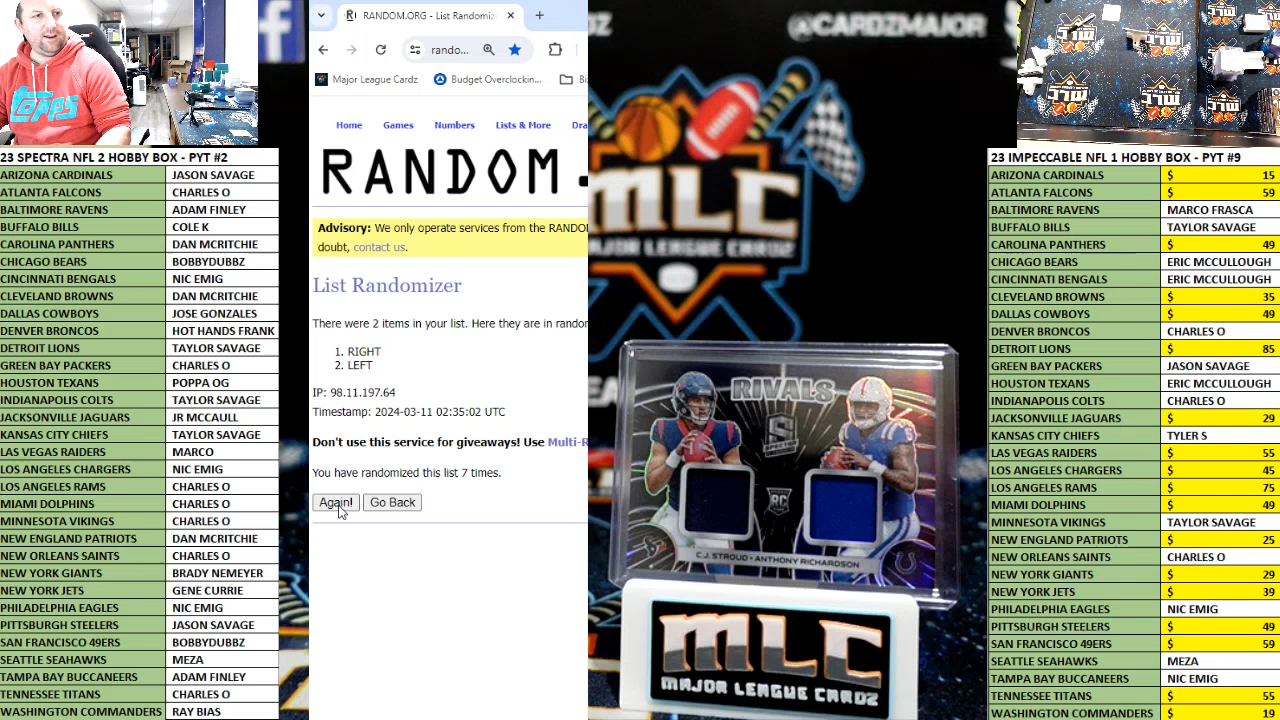 RANDOM.ORG - List Randomize
rando...
Major League Cardz
Budget Overclockin...
Home
Games
Numbers
Lists & More
Dra
RANDOM.
Advisory: We only operate services from the RANDO
doubt, contact us.
List Randomizer
There were 2 items in your list. Here they are in rando
1. RIGHT
2. LEFT
IP: 98.11.197.64
Timestamp: 2024-03-11 02:35:02 UTC
Don't use this service for giveaways! Use Multi-R
You have randomized this list 7 times.
Again!
Go Back
23 SPECTRA NFL 2 HOBBY BOX - PYT #2
ARIZONA CARDINALS JASON SAVAGE
ATLANTA FALCONS CHARLES O
BALTIMORE RAVENS ADAM FINLEY
BUFFALO BILLS COLE K
CAROLINA PANTHERS DAN MCRITCHIE
CHICAGO BEARS BOBBYDUBBZ
CINCINNATI BENGALS NIC EMIG
CLEVELAND BROWNS DAN MCRITCHIE
DALLAS COWBOYS JOSE GONZALES
DENVER BRONCOS HOT HANDS FRANK
DETROIT LIONS TAYLOR SAVAGE
GREEN BAY PACKERS CHARLES O
HOUSTON TEXANS POPPA OG
INDIANAPOLIS COLTS TAYLOR SAVAGE
JACKSONVILLE JAGUARS JR MCCAULL
KANSAS CITY CHIEFS TAYLOR SAVAGE
LAS VEGAS RAIDERS MARCO
LOS ANGELES CHARGERS NIC EMIG
LOS ANGELES RAMS CHARLES O
MIAMI DOLPHINS CHARLES O
MINNESOTA VIKINGS CHARLES O
NEW ENGLAND PATRIOTS DAN MCRITCHIE
NEW ORLEANS SAINTS CHARLES O
NEW YORK GIANTS BRADY NEMEYER
NEW YORK JETS GENE CURRIE
PHILADELPHIA EAGLES NIC EMIG
PITTSBURGH STEELERS JASON SAVAGE
SAN FRANCISCO 49ERS BOBBYDUBBZ
SEATTLE SEAHAWKS MEZA
TAMPA BAY BUCCANEERS ADAM FINLEY
TENNESSEE TITANS CHARLES O
WASHINGTON COMMANDERS RAY BIAS
@CARDZMAJOR
MLC
MAJOR LEAGUE CARDZ
RIVALS
SPECTRA
RC
C.J. STROUD • ANTHONY RICHARDSON
MLC
MAJOR LEAGUE CARDZ
23 IMPECCABLE NFL 1 HOBBY BOX - PYT #9
ARIZONA CARDINALS $ 15
ATLANTA FALCONS $ 59
BALTIMORE RAVENS MARCO FRASCA
BUFFALO BILLS TAYLOR SAVAGE
CAROLINA PANTHERS $ 49
CHICAGO BEARS ERIC MCCULLOUGH
CINCINNATI BENGALS ERIC MCCULLOUGH
CLEVELAND BROWNS $ 35
DALLAS COWBOYS $ 49
DENVER BRONCOS CHARLES O
DETROIT LIONS $ 85
GREEN BAY PACKERS JASON SAVAGE
HOUSTON TEXANS ERIC MCCULLOUGH
INDIANAPOLIS COLTS CHARLES O
JACKSONVILLE JAGUARS $ 29
KANSAS CITY CHIEFS TYLER S
LAS VEGAS RAIDERS $ 55
LOS ANGELES CHARGERS $ 45
LOS ANGELES RAMS $ 75
MIAMI DOLPHINS $ 49
MINNESOTA VIKINGS TAYLOR SAVAGE
NEW ENGLAND PATRIOTS $ 25
NEW ORLEANS SAINTS CHARLES O
NEW YORK GIANTS $ 29
NEW YORK JETS $ 39
PHILADELPHIA EAGLES NIC EMIG
PITTSBURGH STEELERS $ 49
SAN FRANCISCO 49ERS $ 59
SEATTLE SEAHAWKS MEZA
TAMPA BAY BUCCANEERS NIC EMIG
TENNESSEE TITANS $ 55
WASHINGTON COMMANDERS $ 19